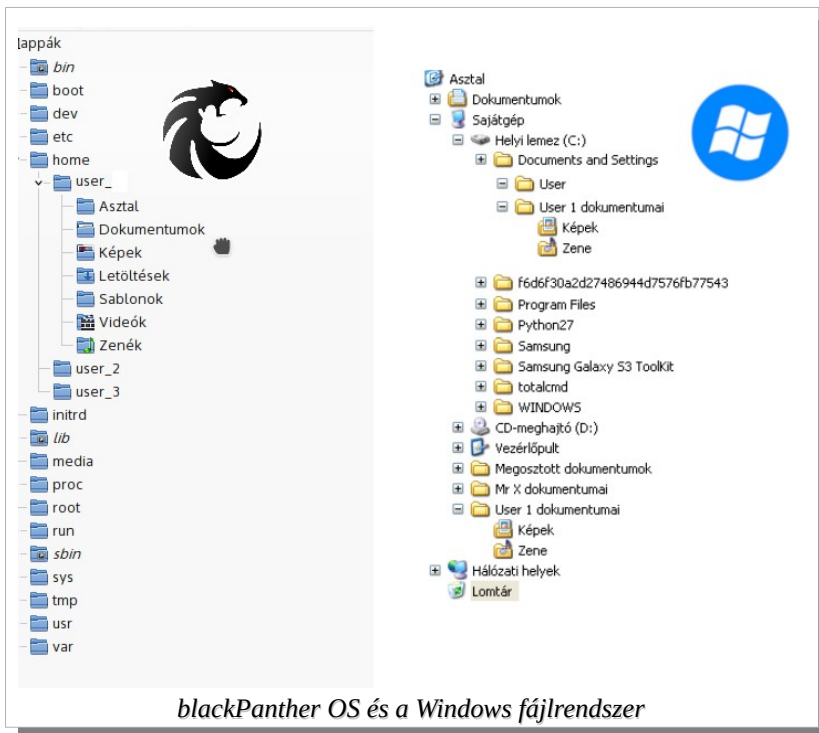 lappák
bin
boot
dev
etc
home
user_
Asztal
Dokumentumok
Képek
Letöltések
Sablonok
Videók
Zenék
user_2
user_3
initrd
lib
media
proc
root
run
sbin
sys
tmp
usr
var
Asztal
Dokumentumok
Sajátgép
Helyi lemez (C:)
Documents and Settings
User
User 1 dokumentumai
Képek
Zene
f6d6f30a2d27486944d7576fb77543
Program Files
Python27
Samsung
Samsung Galaxy S3 ToolKit
totalcmd
WINDOWS
CD-meghajtó (D:)
Vezérlőpult
Megosztott dokumentumok
Mr X dokumentumai
User 1 dokumentumai
Képek
Zene
Hálózati helyek
Lomtár
blackPanther OS és a Windows fájlrendszer